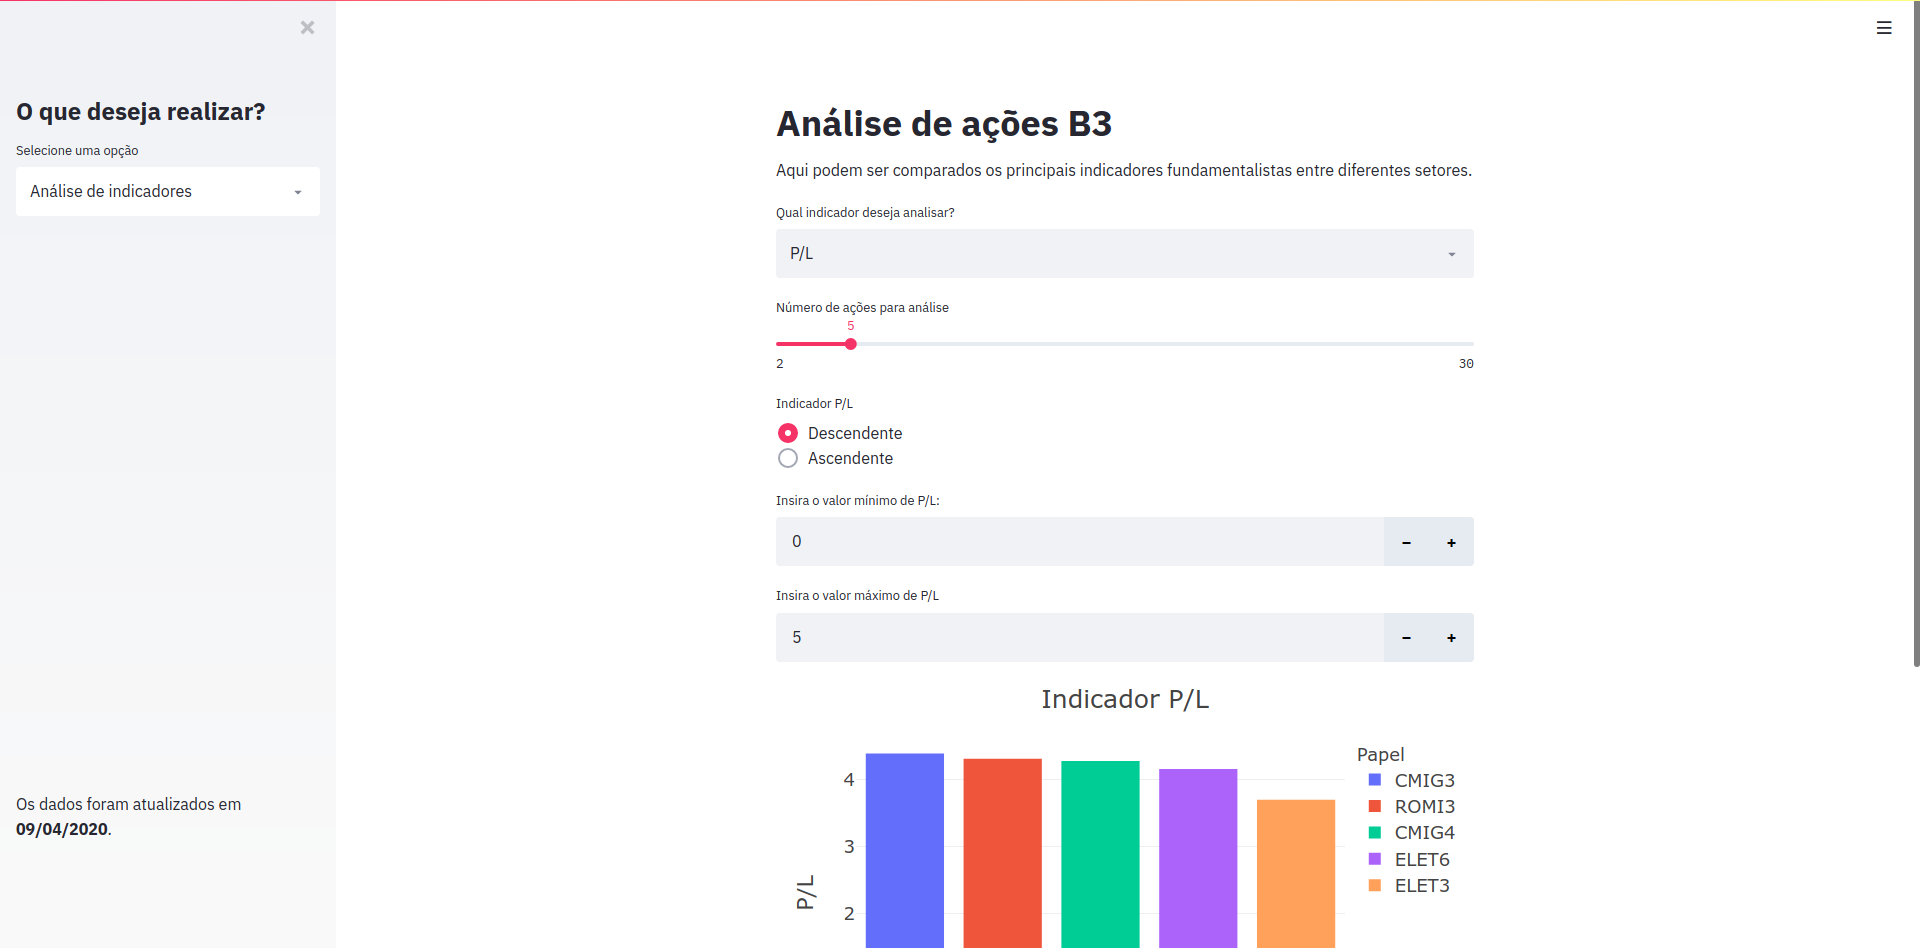 O que deseja realizar?
Selecione uma opção
Análise de indicadores
Os dados foram atualizados em
09/04/2020.
Análise de ações B3
Aqui podem ser comparados os principais indicadores fundamentalistas entre diferentes setores.
Qual indicador deseja analisar?
P/L
Número de ações para análise
5
2 30
Indicador P/L
Descendente
Ascendente
Insira o valor mínimo de P/L:
0
Insira o valor máximo de P/L
5
Indicador P/L
P/L
4
3
2
Papel
CMIG3
ROMI3
CMIG4
ELET6
ELET3